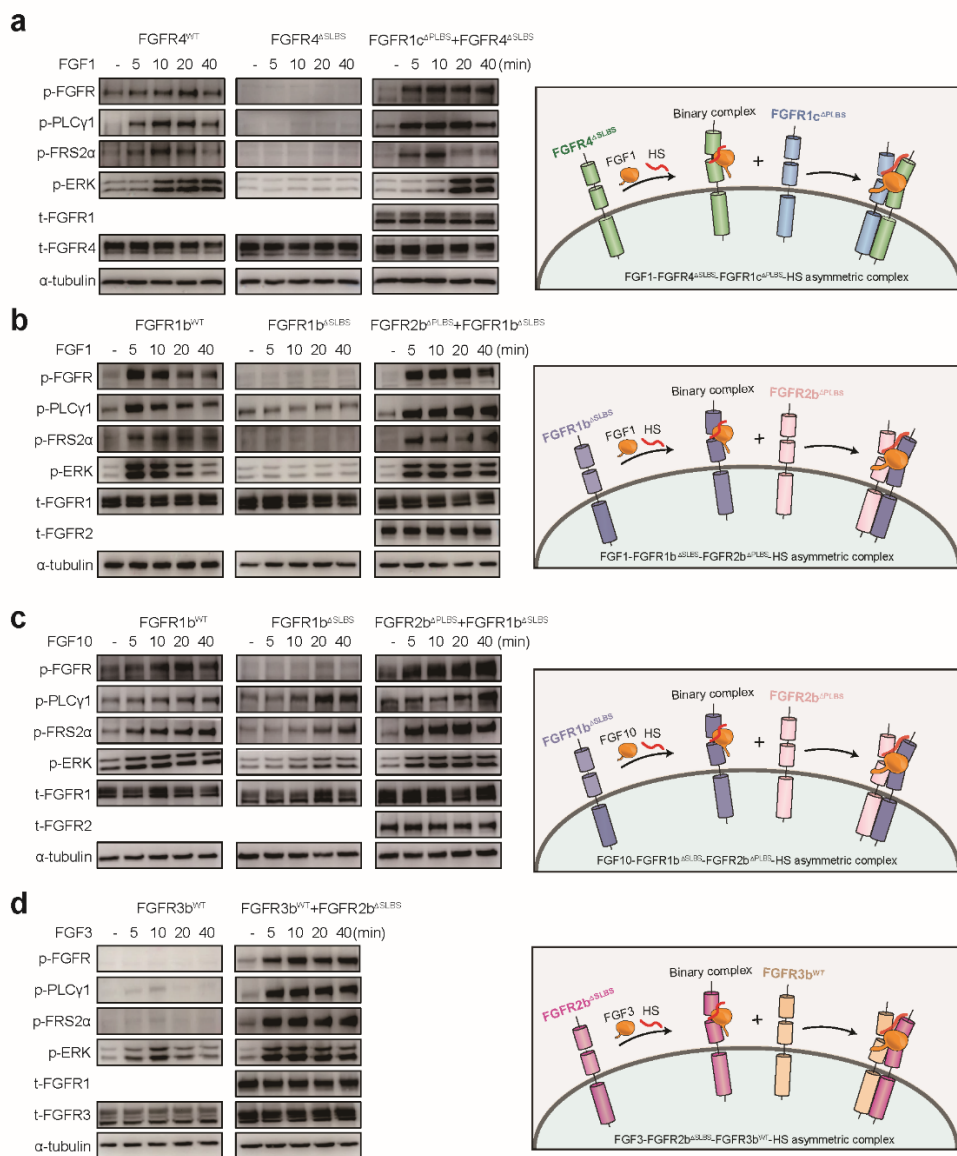 a
FGFR4WT FGFR4ΔSLBS FGFR1cΔPLBS+FGFR4ΔSLBS
FGF1 - 5 10 20 40 - 5 10 20 40 - 5 10 20 40 (min)
p-FGFR
p-PLCγ1
p-FRS2α
p-ERK
t-FGFR1
t-FGFR4
α-tubulin
FGFR4ΔSLBS
FGF1 HS
Binary complex
+
FGFR1cΔPLBS
FGF1-FGFR4ΔSLBS-FGFR1cΔPLBS-HS asymmetric complex
b
FGFR1bWT FGFR1bΔSLBS FGFR2bΔPLBS+FGFR1bΔSLBS
FGF1 - 5 10 20 40 - 5 10 20 40 - 5 10 20 40 (min)
p-FGFR
p-PLCγ1
p-FRS2α
p-ERK
t-FGFR1
t-FGFR2
α-tubulin
FGFR1bΔSLBS
FGF1 HS
Binary complex
+
FGFR2bΔPLBS
FGF1-FGFR1bΔSLBS-FGFR2bΔPLBS-HS asymmetric complex
c
FGFR1bWT FGFR1bΔSLBS FGFR2bΔPLBS+FGFR1bΔSLBS
FGF10 - 5 10 20 40 - 5 10 20 40 - 5 10 20 40 (min)
p-FGFR
p-PLCγ1
p-FRS2α
p-ERK
t-FGFR1
t-FGFR2
α-tubulin
FGFR1bΔSLBS
FGF10 HS
Binary complex
+
FGFR2bΔPLBS
FGF10-FGFR1bΔSLBS-FGFR2bΔPLBS-HS asymmetric complex
d
FGFR3bWT FGFR3bWT+FGFR2bΔSLBS
FGF3 - 5 10 20 40 - 5 10 20 40(min)
p-FGFR
p-PLCγ1
p-FRS2α
p-ERK
t-FGFR1
t-FGFR3
α-tubulin
FGFR2bΔSLBS
FGF3 HS
Binary complex
+
FGFR3bWT
FGF3-FGFR2bΔSLBS-FGFR3bWT-HS asymmetric complex